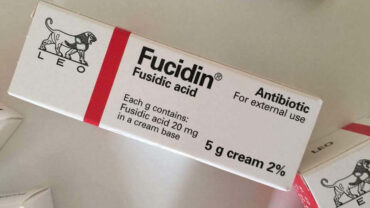 LEO
Fucidin®
Fusidic acid
Antibiotic
For external use
Each g contains:
Fusidic acid 20 mg
in a cream base
5 g cream 2%
LEO